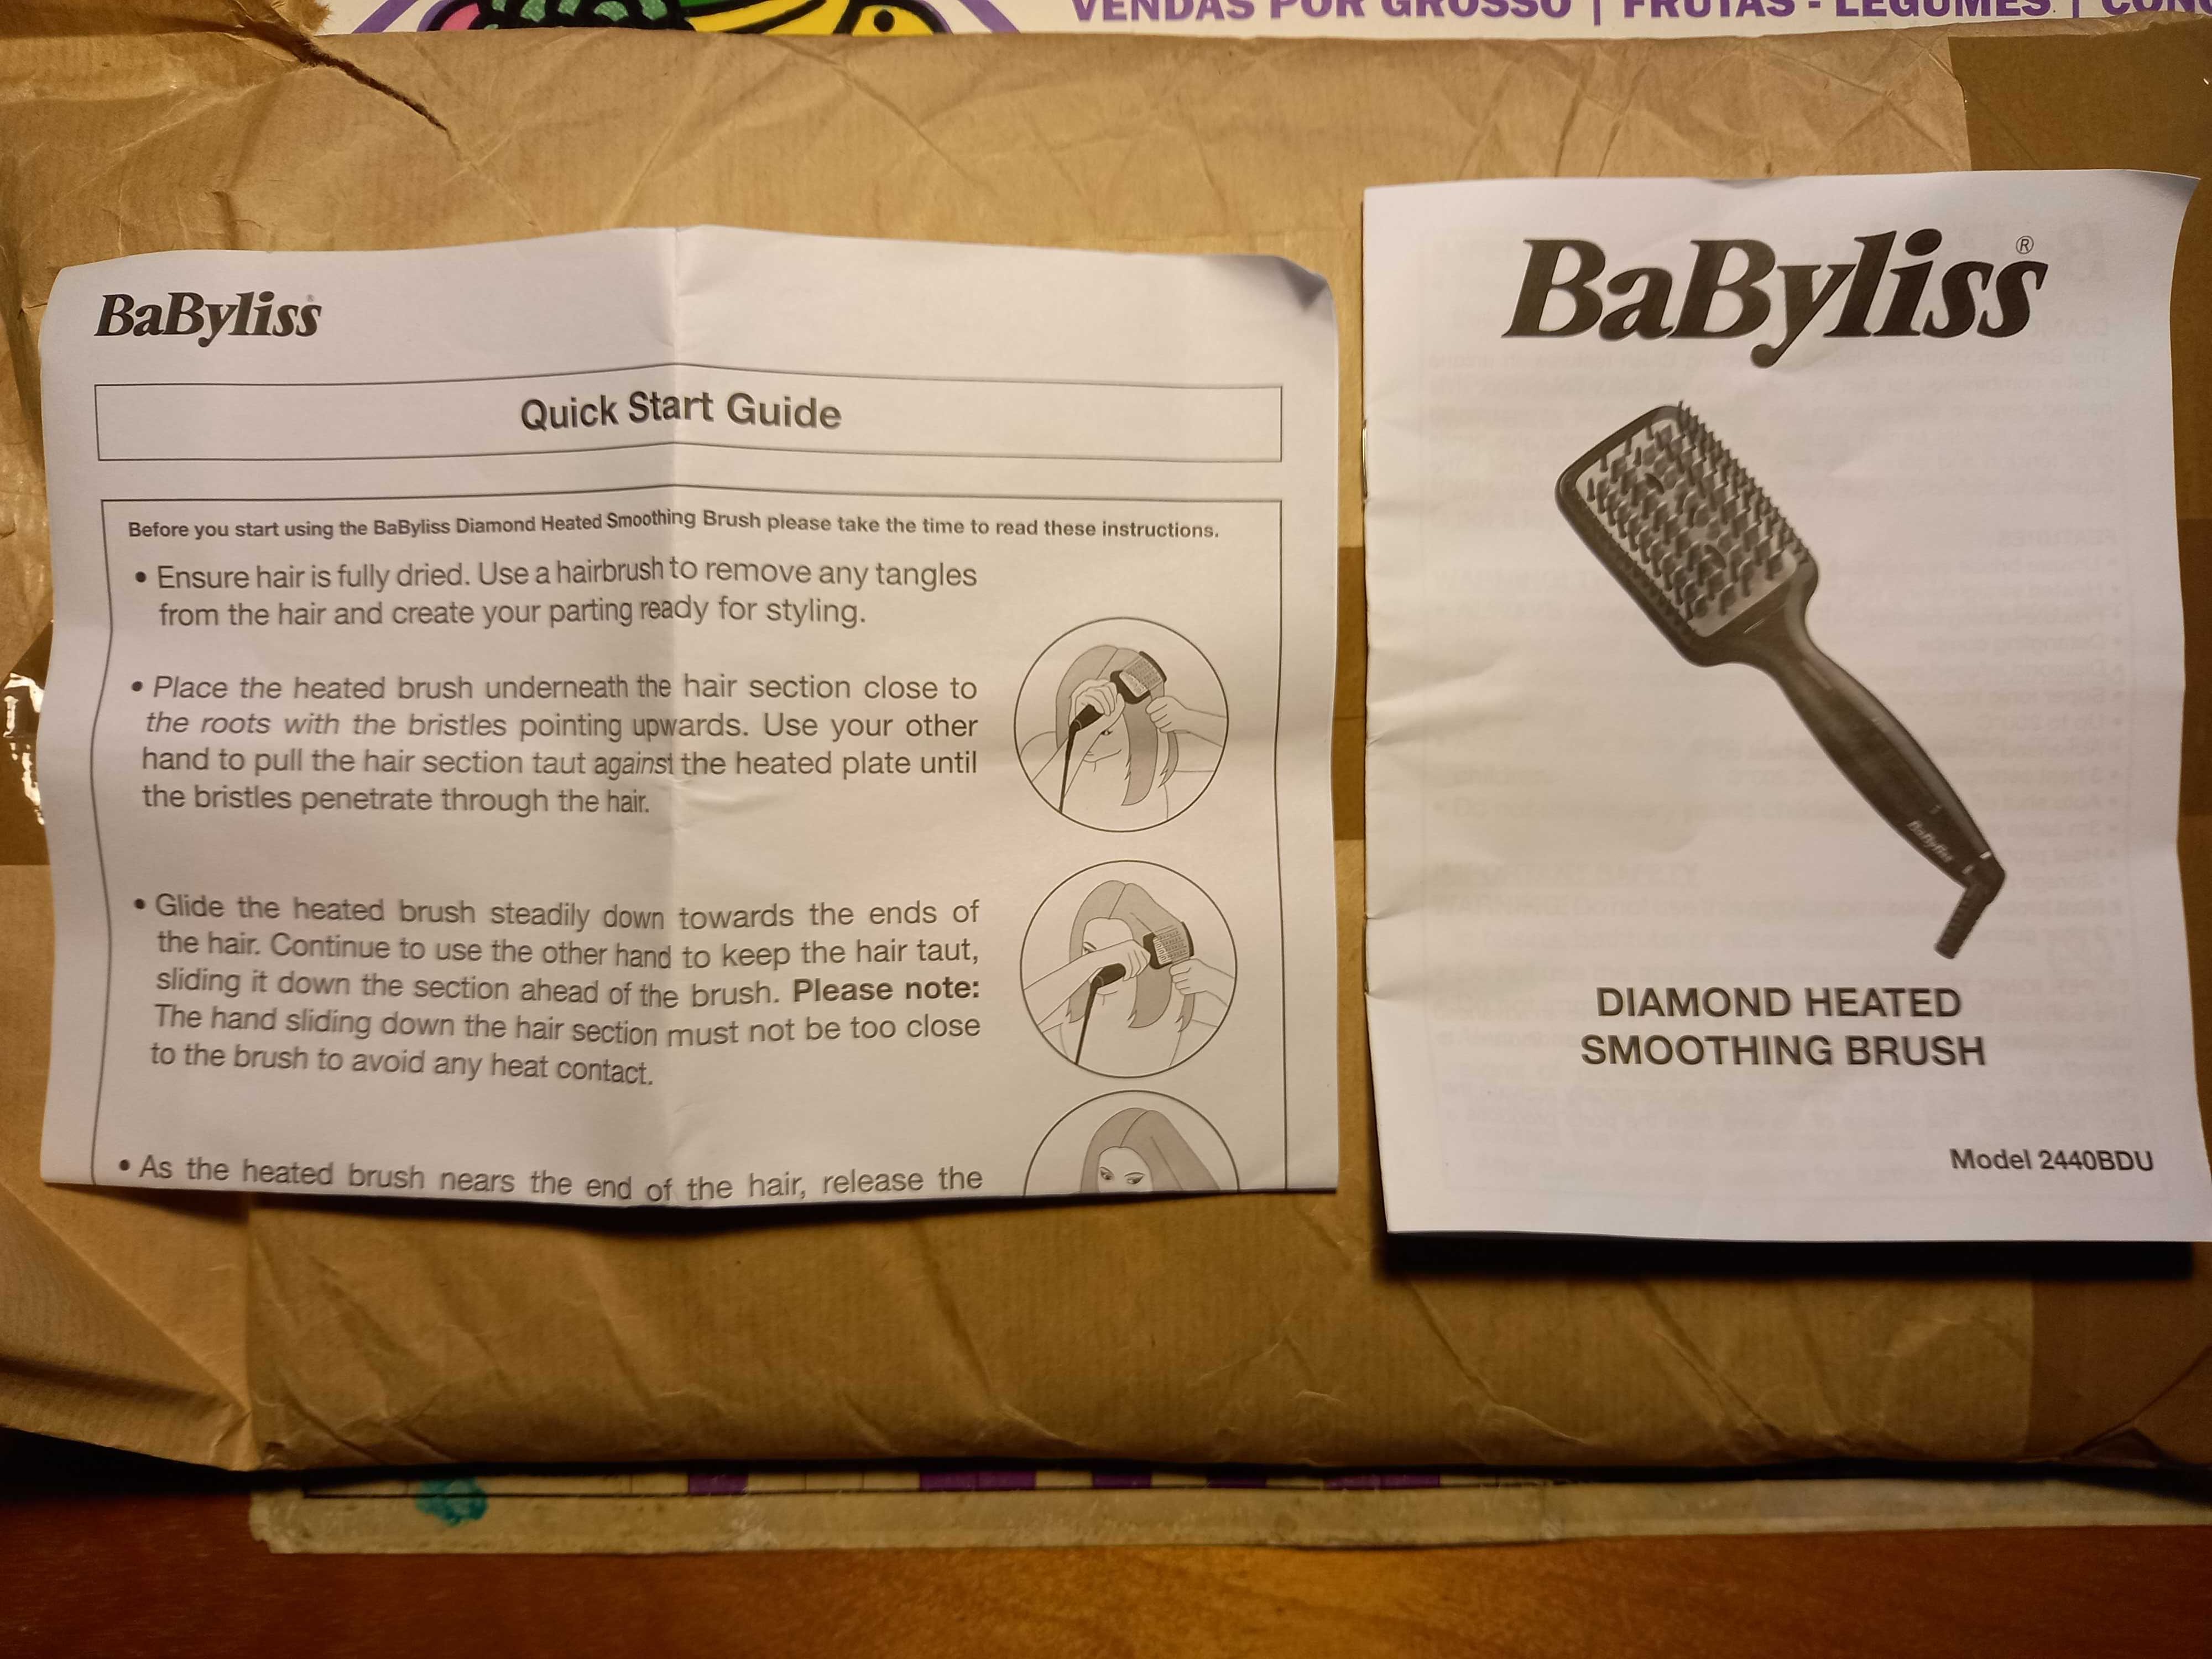 VENDAS POR GROSSO | FRUTAS - LEGUMES |
BaByliss
Quick Start Guide
Before you start using the BaByliss Diamond Heated Smoothing Brush please take the time to read these instructions.
• Ensure hair is fully dried. Use a hairbrush to remove any tangles
from the hair and create your parting ready for styling.
• Place the heated brush underneath the hair section close to
the roots with the bristles pointing upwards. Use your other
hand to pull the hair section taut against the heated plate until
the bristles penetrate through the hair.
• Glide the heated brush steadily down towards the ends of
the hair. Continue to use the other hand to keep the hair taut,
sliding it down the section ahead of the brush. Please note:
The hand sliding down the hair section must not be too close
to the brush to avoid any heat contact.
• As the heated brush nears the end of the hair, release the
BaByliss®
BaByliss
DIAMOND HEATED
SMOOTHING BRUSH
Model 2440BDU